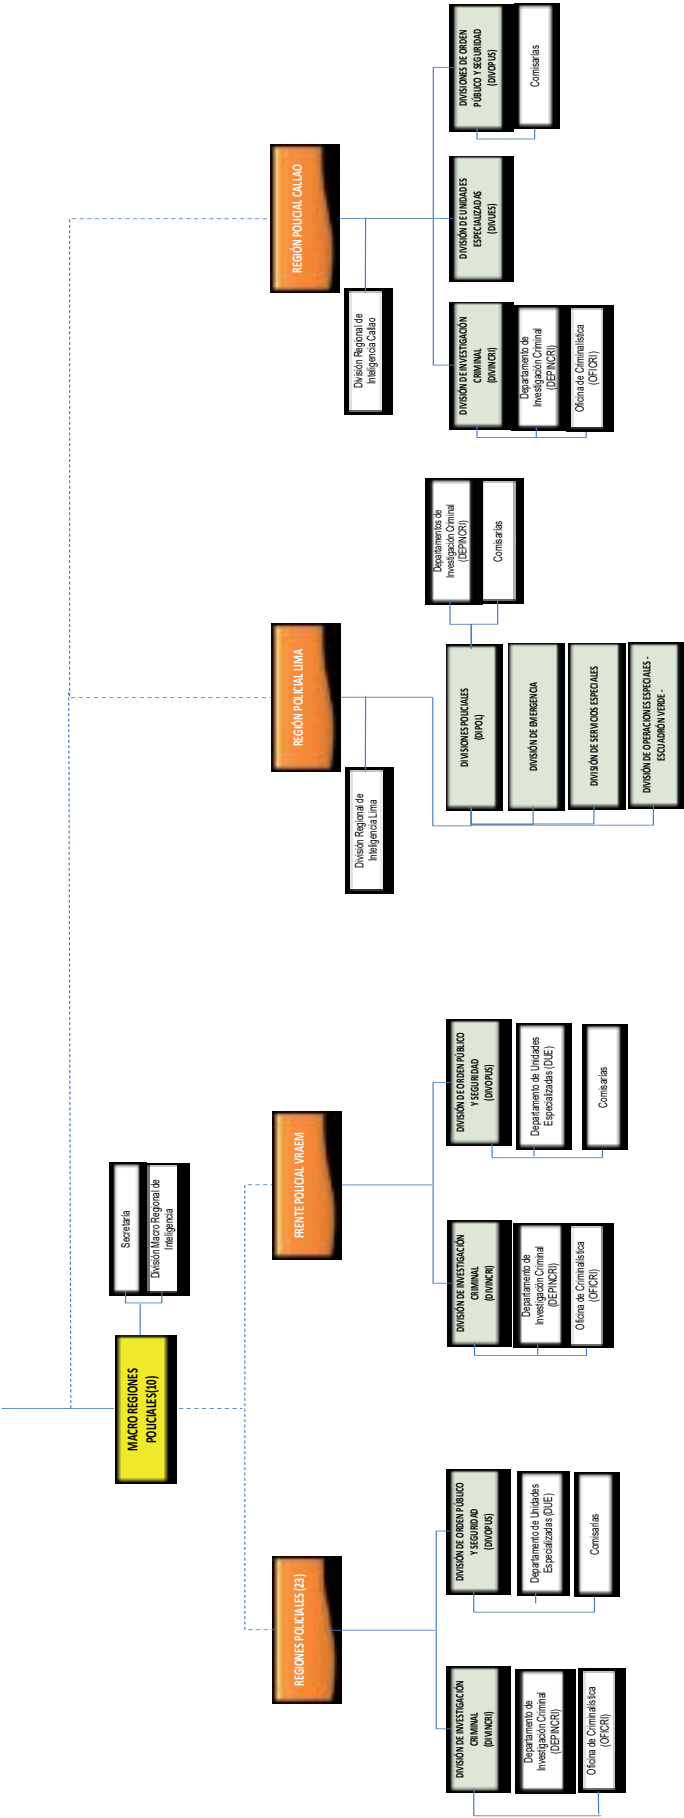 MACRO REGIONES
POLICIALES(10)
Secretaria
División Macro Regional de
Inteligencia
REGIONES POLICIALES (23)
DIVISIÓN DE INVESTIGACIÓN
CRIMINAL
(DIVINCRI)
Departamento de
Investigación Criminal
(DEPINCRI)
Oficina de Criminalística
(OFICRI)
DIVISIÓN DE ORDEN PÚBLICO
Y SEGURIDAD
(DIVOPUS)
Departamento de Unidades
Especializadas (DUE)
Comisarías
FRENTE POLICIAL VRAEM
DIVISIÓN DE INVESTIGACIÓN
CRIMINAL
(DIVINCRI)
Departamento de
Investigación Criminal
(DEPINCRI)
Oficina de Criminalística
(OFICRI)
DIVISIÓN DE ORDEN PÚBLICO
Y SEGURIDAD
(DIVOPUS)
Departamento de Unidades
Especializadas (DUE)
Comisarías
REGIÓN POLICIAL LIMA
División Regional de
Inteligencia Lima
DIVISIONES POLICIALES
(DIPOL)
Departamentos de
Investigación Criminal
(DEPINCRI)
Comisarías
DIVISIÓN DE EMERGENCIA
DIVISIÓN DE SERVICIOS ESPECIALES
DIVISIÓN DE OPERACIONES ESPECIALES -
ESCUADRÓN VERDE -
REGIÓN POLICIAL CALLAO
División Regional de
Inteligencia Callao
DIVISIÓN DE INVESTIGACIÓN
CRIMINAL
(DIVINCRI)
Departamento de
Investigación Criminal
(DEPINCRI)
Oficina de Criminalística
(OFICRI)
DIVISIÓN DE UNIDADES
ESPECIALIZADAS
(DIVUES)
DIVISIONES DE ORDEN
PÚBLICO Y SEGURIDAD
(DIVOPUS)
Comisarías